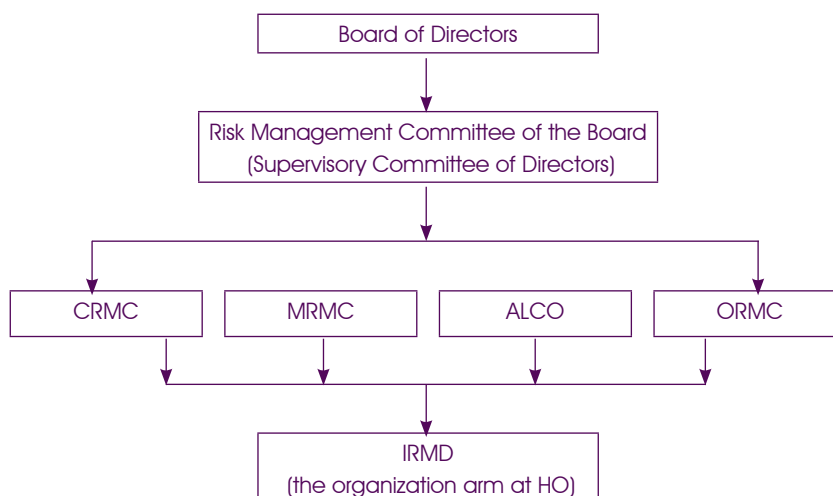 Board of Directors
Risk Management Committee of the Board
(Supervisory Committee of Directors)
CRMC
MRMC
ALCO
ORMC
IRMD
(the organization arm at HO)